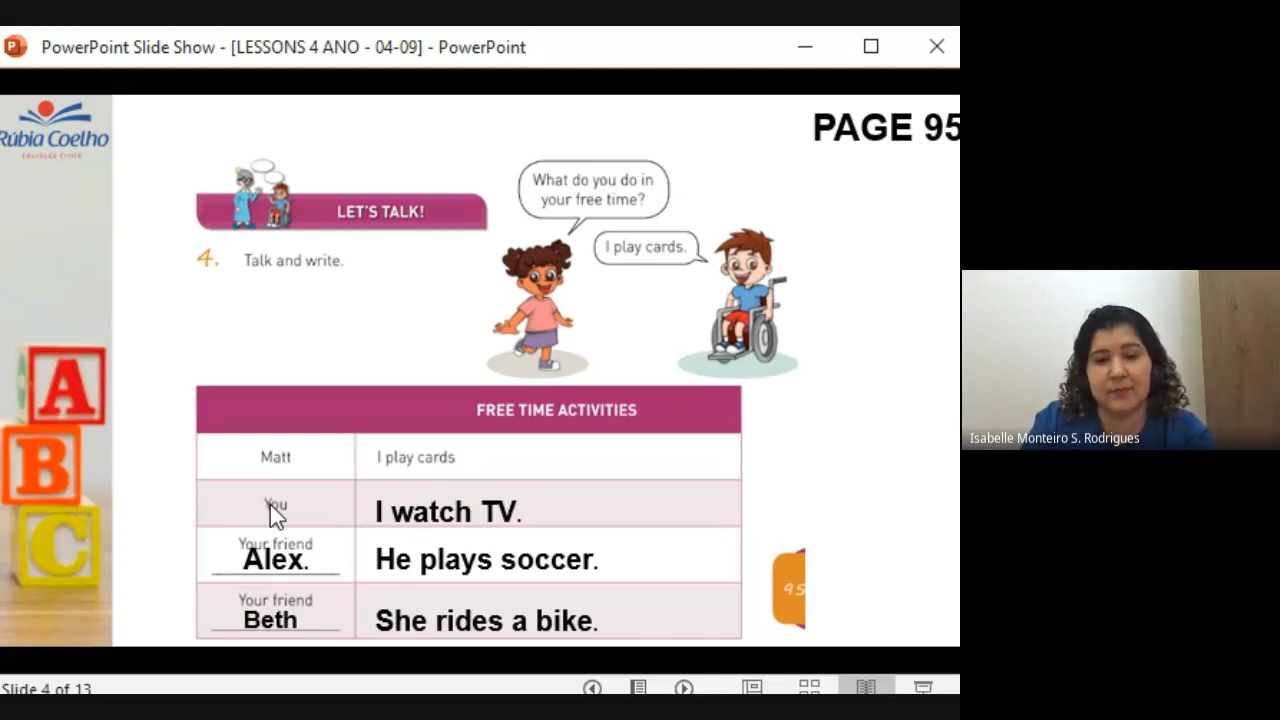 PowerPoint Slide Show - [LESSONS 4 ANO - 04-09] - PowerPoint
Rúbia Coelho
Educação Cristã
PAGE 95
What do you do in
your free time?
LET'S TALK!
I play cards.
4. Talk and write.
FREE TIME ACTIVITIES
Matt I play cards
You I watch TV.
Your friend
Alex. He plays soccer.
Your friend
Beth She rides a bike.
95
A
B
C
Isabelle Monteiro S. Rodrigues
Slide 4 of 13